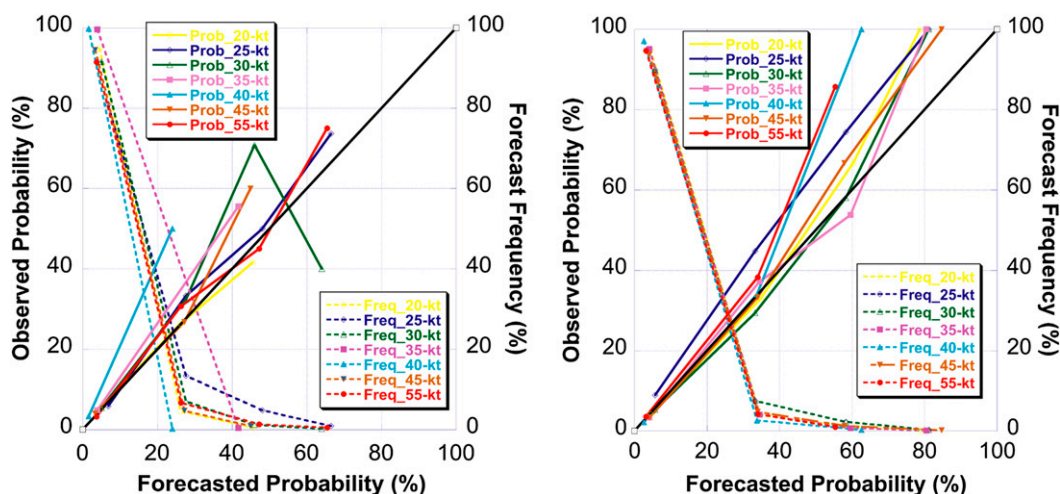 100
80
60
40
20
0
Observed Probability (%)
Prob_20-kt
Prob_25-kt
Prob_30-kt
Prob_35-kt
Prob_40-kt
Prob_45-kt
Prob_55-kt
Freq_20-kt
Freq_25-kt
Freq_30-kt
Freq_35-kt
Freq_40-kt
Freq_45-kt
Freq_55-kt
100
80
60
40
20
0
Forecast Frequency (%)
0 20 40 60 80 100
Forecasted Probability (%)
100
80
60
40
20
0
Observed Probability (%)
Prob_20-kt
Prob_25-kt
Prob_30-kt
Prob_35-kt
Prob_40-kt
Prob_45-kt
Prob_55-kt
Freq_20-kt
Freq_25-kt
Freq_30-kt
Freq_35-kt
Freq_40-kt
Freq_45-kt
Freq_55-kt
100
80
60
40
20
0
Forecast Frequency (%)
0 20 40 60 80 100
Forecasted Probability (%)